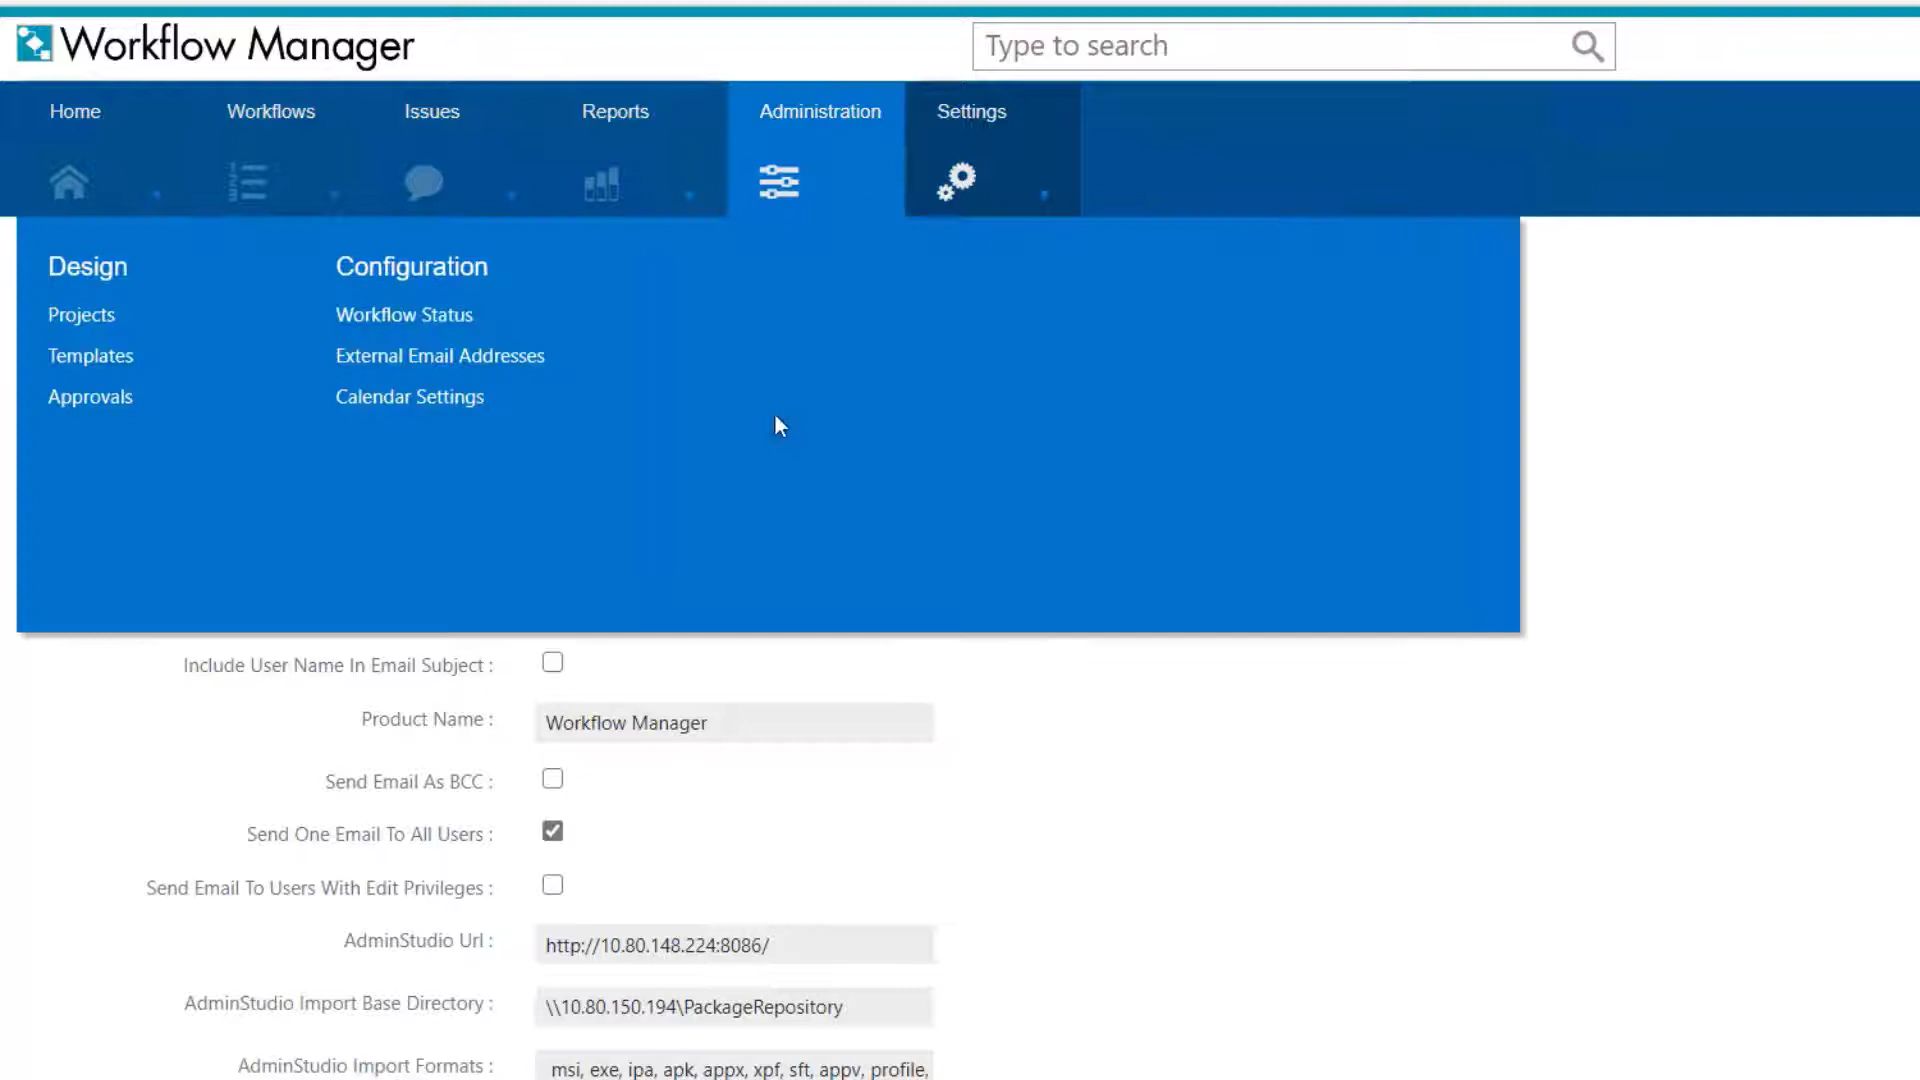 Workflow Manager
Type to search
Home Workflows Issues Reports Administration Settings
Design Configuration
Projects Workflow Status
Templates External Email Addresses
Approvals Calendar Settings
Include User Name In Email Subject :
Product Name : Workflow Manager
Send Email As BCC :
Send One Email To All Users :
Send Email To Users With Edit Privileges :
AdminStudio Url : http://10.80.148.224:8086/
AdminStudio Import Base Directory : \\10.80.150.194\PackageRepository
AdminStudio Import Formats : msi, exe, ipa, apk, appx, xpf, sft, appv, profile,